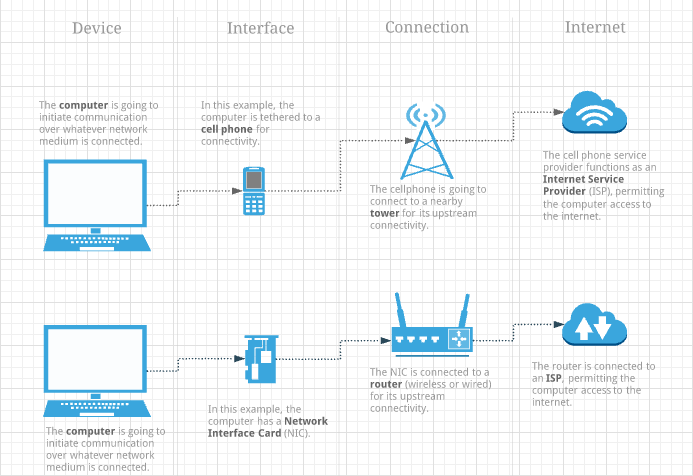 Device
Interface
Connection
Internet
The computer is going to
initiate communication
over whatever network
medium is connected.
In this example, the
computer is tethered to a
cell phone for
connectivity.
The cellphone is going to
connect to a nearby
tower for its upstream
connectivity.
The cell phone service
provider functions as an
Internet Service
Provider (ISP), permitting
the computer access to
the internet.
The computer is going to
initiate communication
over whatever network
medium is connected.
In this example, the
computer has a Network
Interface Card (NIC).
The NIC is connected to a
router (wireless or wired)
for its upstream
connectivity.
The router is connected to
an ISP, permitting the
computer access to the
internet.